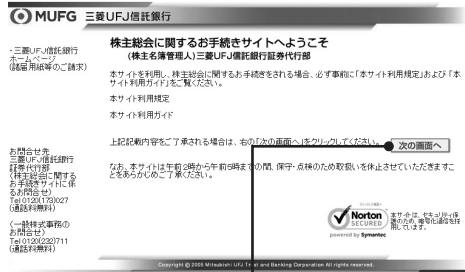 MUFG 三菱UFJ信託銀行
・三菱UFJ信託銀行
ホームページ
(諸届用紙等のご請求)
株主総会に関するお手続きサイトへようこそ
(株主名簿管理人)三菱UFJ信託銀行証券代行部
本サイトを利用し、株主総会に関するお手続きをされる場合、必ず事前に「本サイト利用規定」および「本
サイト利用ガイド」をご覧ください。
本サイト利用規定
本サイト利用ガイド
上記記載内容をご了承される場合は、右の「次の画面へ」をクリックしてください。
次の画面へ
なお、本サイトは午前2時から午前5時までの間、保守・点検のため取扱いを休止させていただきますこ
とをあらかじめご了承ください。
お問合せ先
三菱UFJ信託銀行
証券代行部
(株主総会に関する
お手続きサイトに係
るお問合せ)
Tel 0120(173)027
(通話料無料)
(一般株式事務の
お問合せ)
Tel 0120(232)711
(通話料無料)
Norton
SECURED
powered by Symantec
本サイトは、セキュリティ保
護のため、暗号化通信を採
用しています。
Copyright © 2005 Mitsubishi UFJ Trust and Banking Corporation All rights reserved.